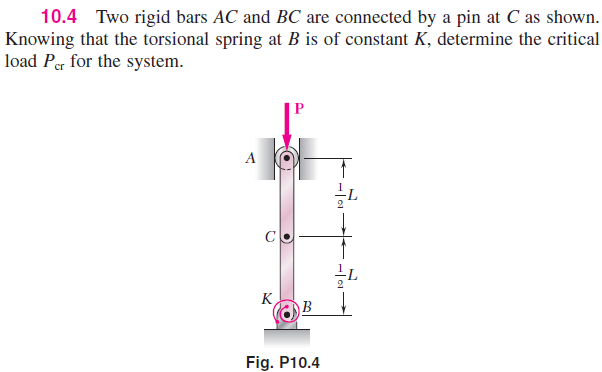 10.4 Two rigid bars AC and BC are connected by a pin at C as shown.
Knowing that the torsional spring at B is of constant K, determine the critical
load Pcr for the system.
P
A
1/2 L
C
1/2 L
K
B
Fig. P10.4